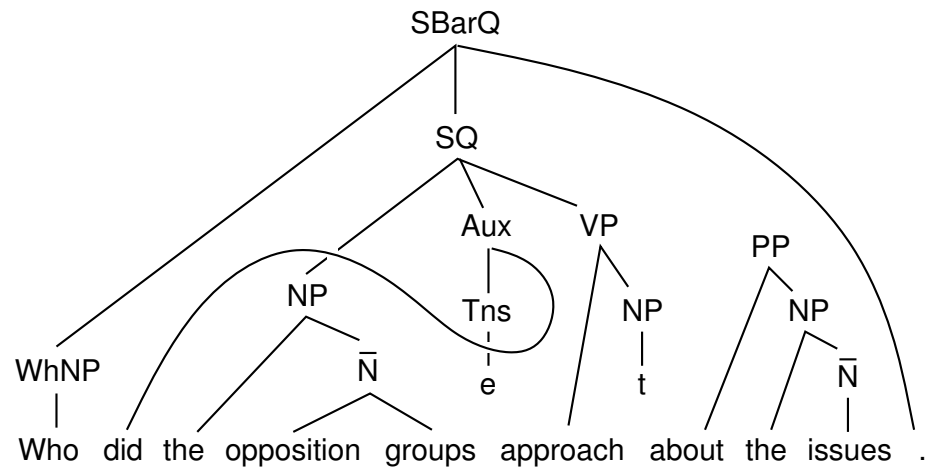 SBarQ
SQ
Aux VP
PP
NP Tns NP NP
WhNP N̅ e t N̅
Who did the opposition groups approach about the issues .